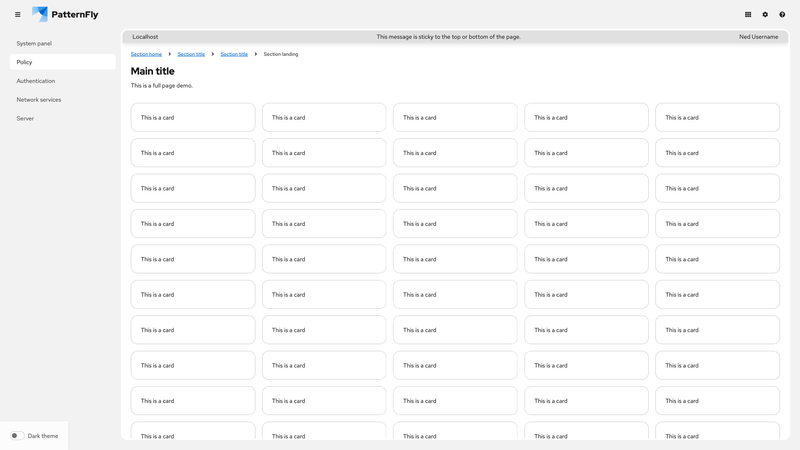 PatternFly
System panel
Policy
Authentication
Network services
Server
Localhost This message is sticky to the top or bottom of the page. Ned Username
Section home Section title Section title Section landing
Main title
This is a full page demo.
This is a card This is a card This is a card This is a card This is a card
This is a card This is a card This is a card This is a card This is a card
This is a card This is a card This is a card This is a card This is a card
This is a card This is a card This is a card This is a card This is a card
This is a card This is a card This is a card This is a card This is a card
This is a card This is a card This is a card This is a card This is a card
This is a card This is a card This is a card This is a card This is a card
This is a card This is a card This is a card This is a card This is a card
This is a card This is a card This is a card This is a card This is a card
This is a card This is a card This is a card This is a card This is a card
Dark theme